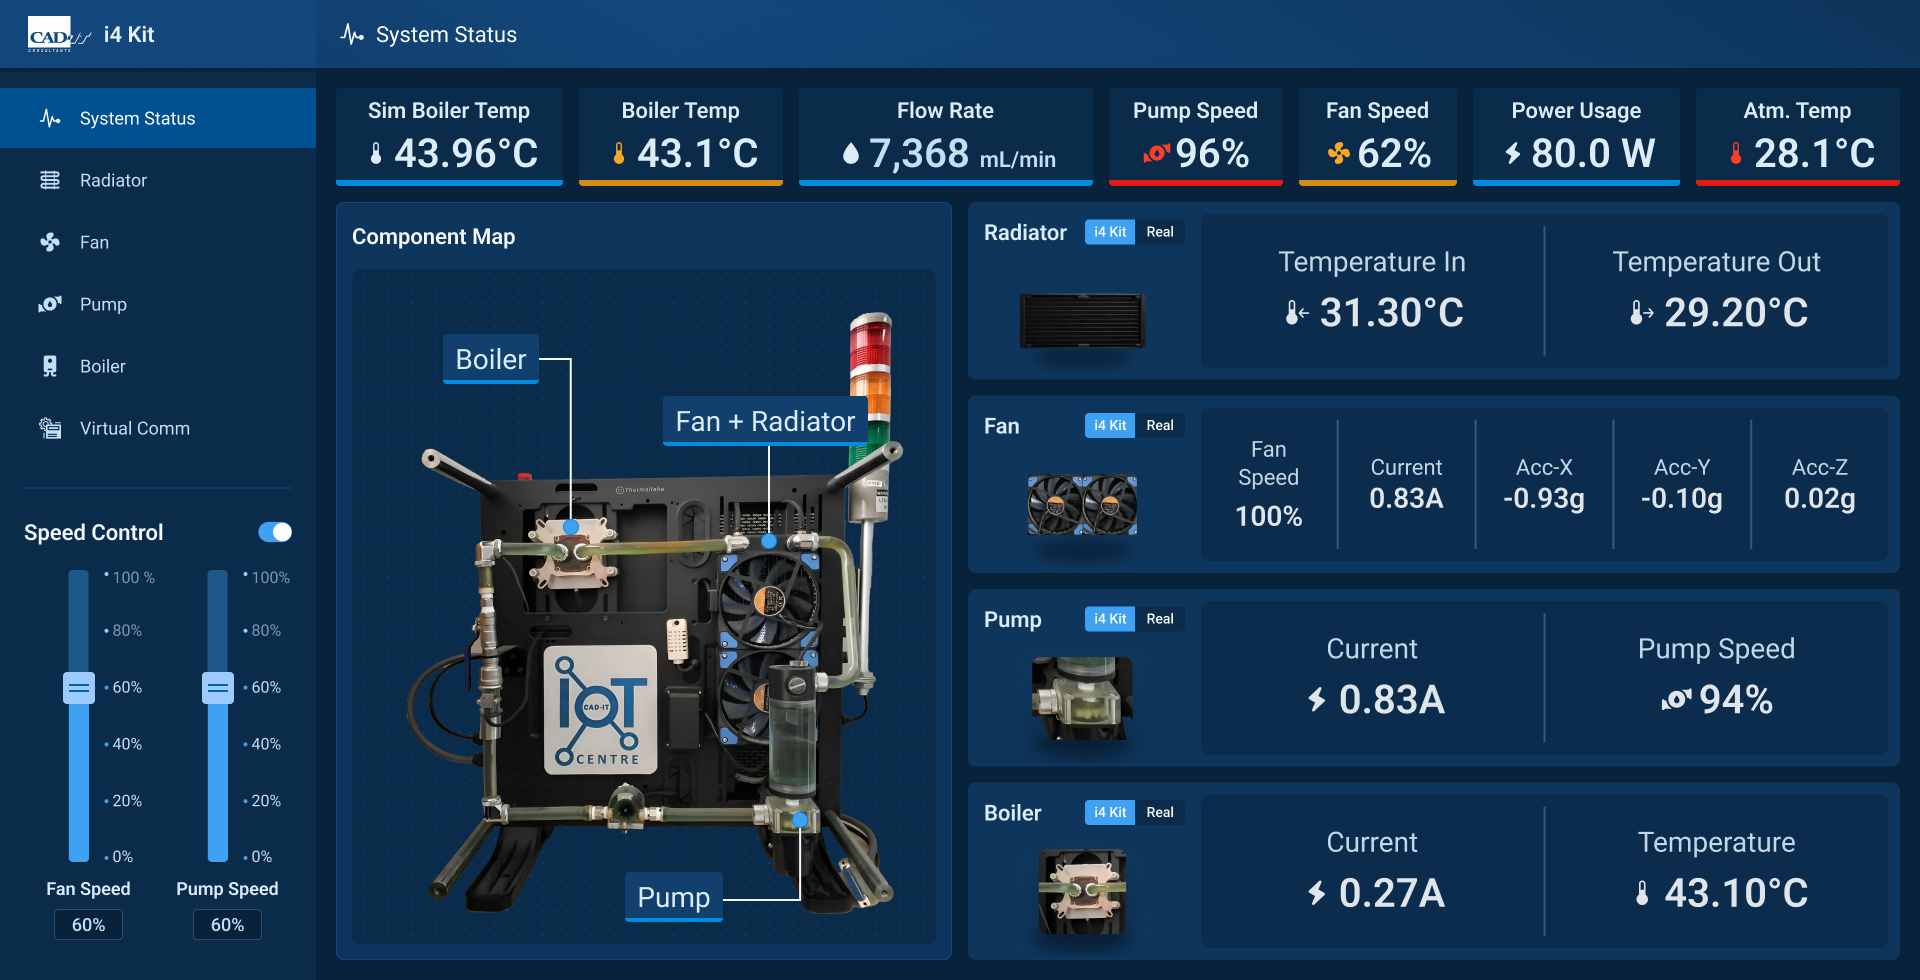 CAD-IT
CONSULTANTS
i4 Kit
System Status
System Status
Radiator
Fan
Pump
Boiler
Virtual Comm
Speed Control
100 %
80%
60%
40%
20%
0%
Fan Speed
60%
100%
80%
60%
40%
20%
0%
Pump Speed
60%
Sim Boiler Temp
43.96°C
Boiler Temp
43.1°C
Flow Rate
7,368 mL/min
Pump Speed
96%
Fan Speed
62%
Power Usage
80.0 W
Atm. Temp
28.1°C
Component Map
Boiler
Fan + Radiator
Thermaltake
IoT
CAD-IT
CENTRE
Pump
Radiator
i4 Kit Real
Temperature In
31.30°C
Temperature Out
29.20°C
Fan
i4 Kit Real
Fan
Speed
100%
Current
0.83A
Acc-X
-0.93g
Acc-Y
-0.10g
Acc-Z
0.02g
Pump
i4 Kit Real
Current
0.83A
Pump Speed
94%
Boiler
i4 Kit Real
Current
0.27A
Temperature
43.10°C